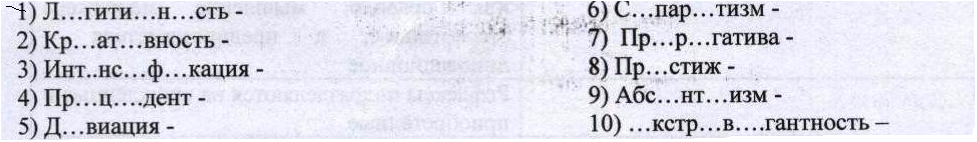 1) Л...гити...н...сть -
2) Кр...ат...вность -
3) Инт..нс...ф...кация -
4) Пр...ц....дент -
5) Д...виация -
6) С...пар...тизм -
7) Пр...р...гатива -
8) Пр...стиж -
9) Абс...нт...изм -
10) ...кстр...в....гантность –